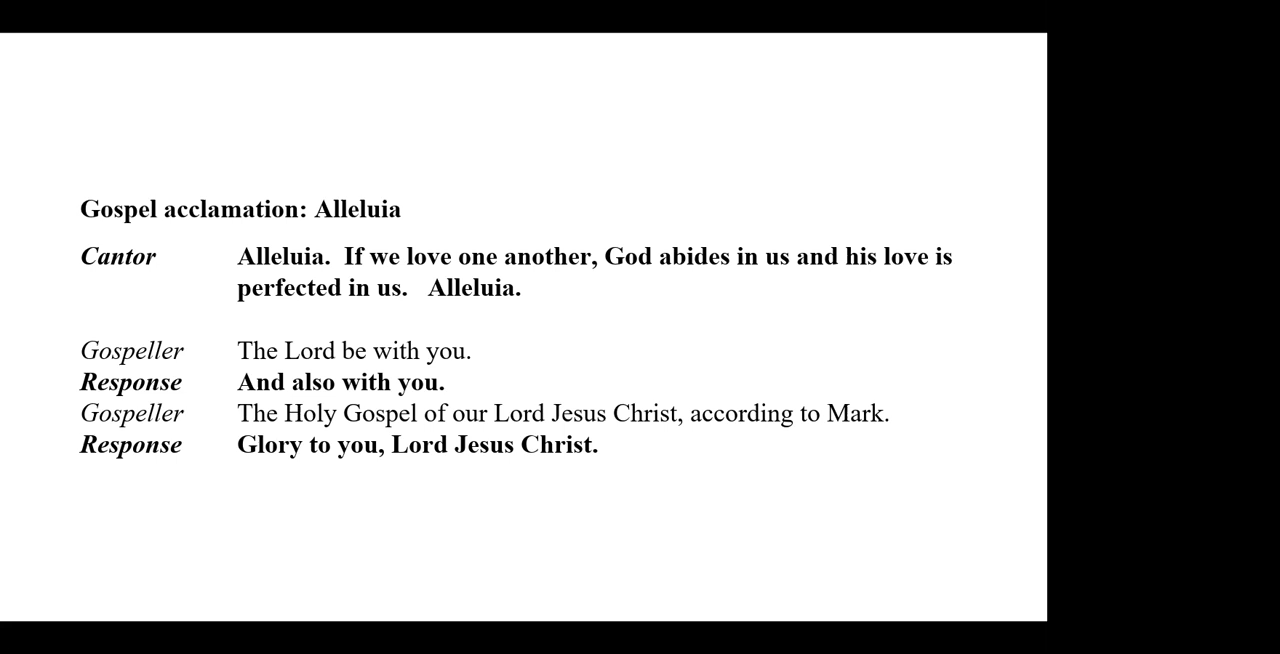 Gospel acclamation: Alleluia
Cantor Alleluia.  If we love one another, God abides in us and his love is
perfected in us.   Alleluia.
Gospeller The Lord be with you.
Response And also with you.
Gospeller The Holy Gospel of our Lord Jesus Christ, according to Mark.
Response Glory to you, Lord Jesus Christ.